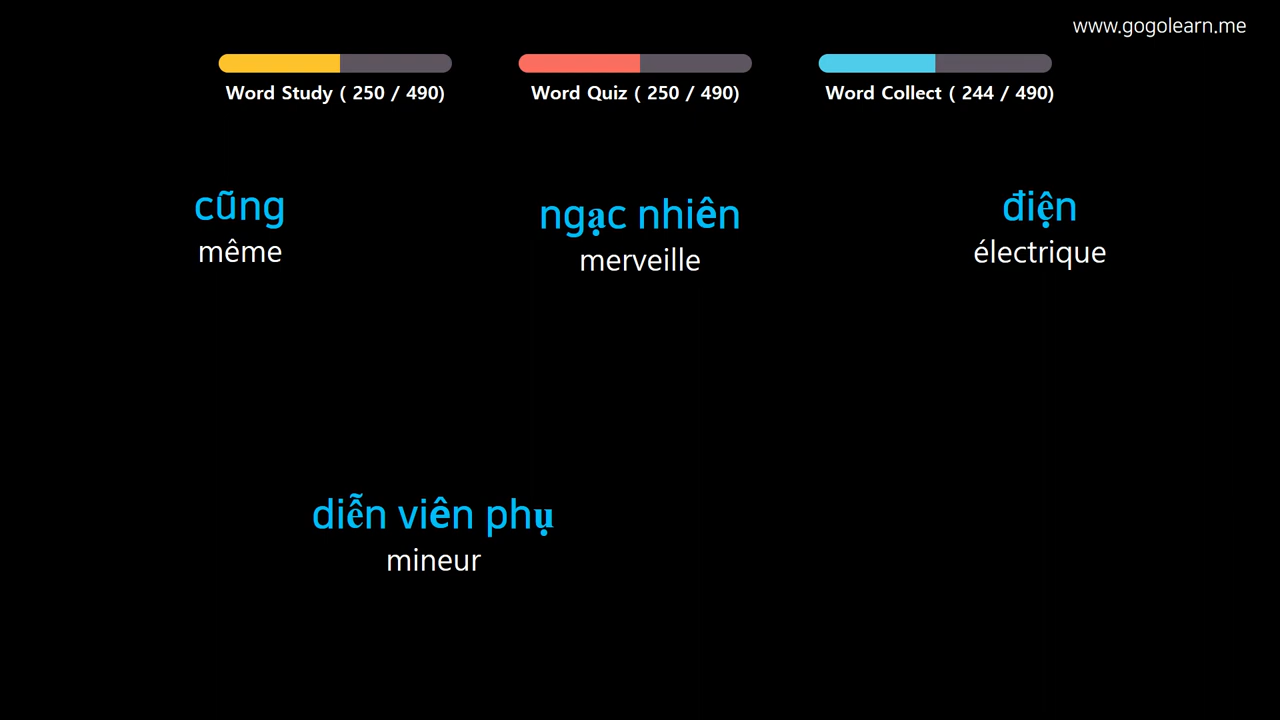 www.gogolearn.me
Word Study ( 250 / 490)
Word Quiz ( 250 / 490)
Word Collect ( 244 / 490)
cũng
même
ngạc nhiên
merveille
điện
électrique
diễn viên phụ
mineur